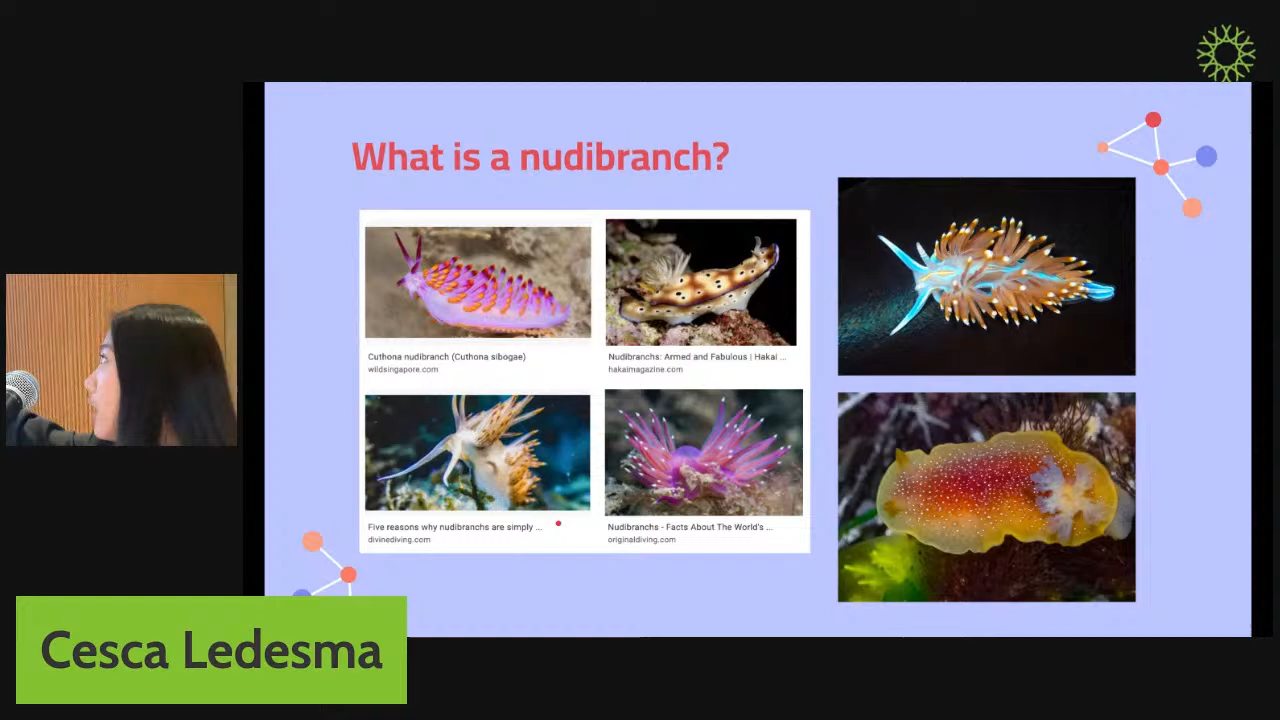 What is a nudibranch?
Cuthona nudibranch (Cuthona sibogae)
wildsingapore.com
Nudibranchs: Armed and Fabulous | Hakai ...
hakaimagazine.com
Five reasons why nudibranchs are simply ...
divinediving.com
Nudibranchs - Facts About The World's ...
originaldiving.com
Cesca Ledesma